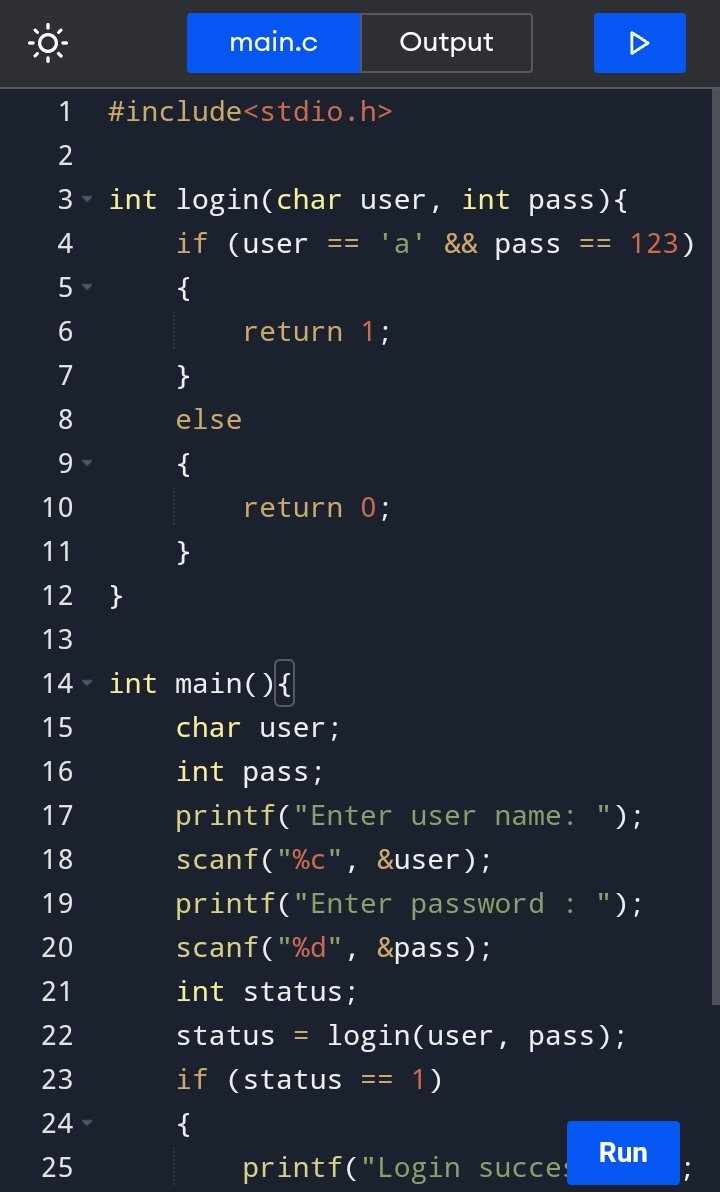 main.c Output
1 #include<stdio.h>
2
3 int login(char user, int pass){
4     if (user == 'a' && pass == 123)
5     {
6         return 1;
7     }
8     else
9     {
10         return 0;
11     }
12 }
13
14 int main(){
15     char user;
16     int pass;
17     printf("Enter user name: ");
18     scanf("%c", &user);
19     printf("Enter password : ");
20     scanf("%d", &pass);
21     int status;
22     status = login(user, pass);
23     if (status == 1)
24     {
25         printf("Login ;
Run